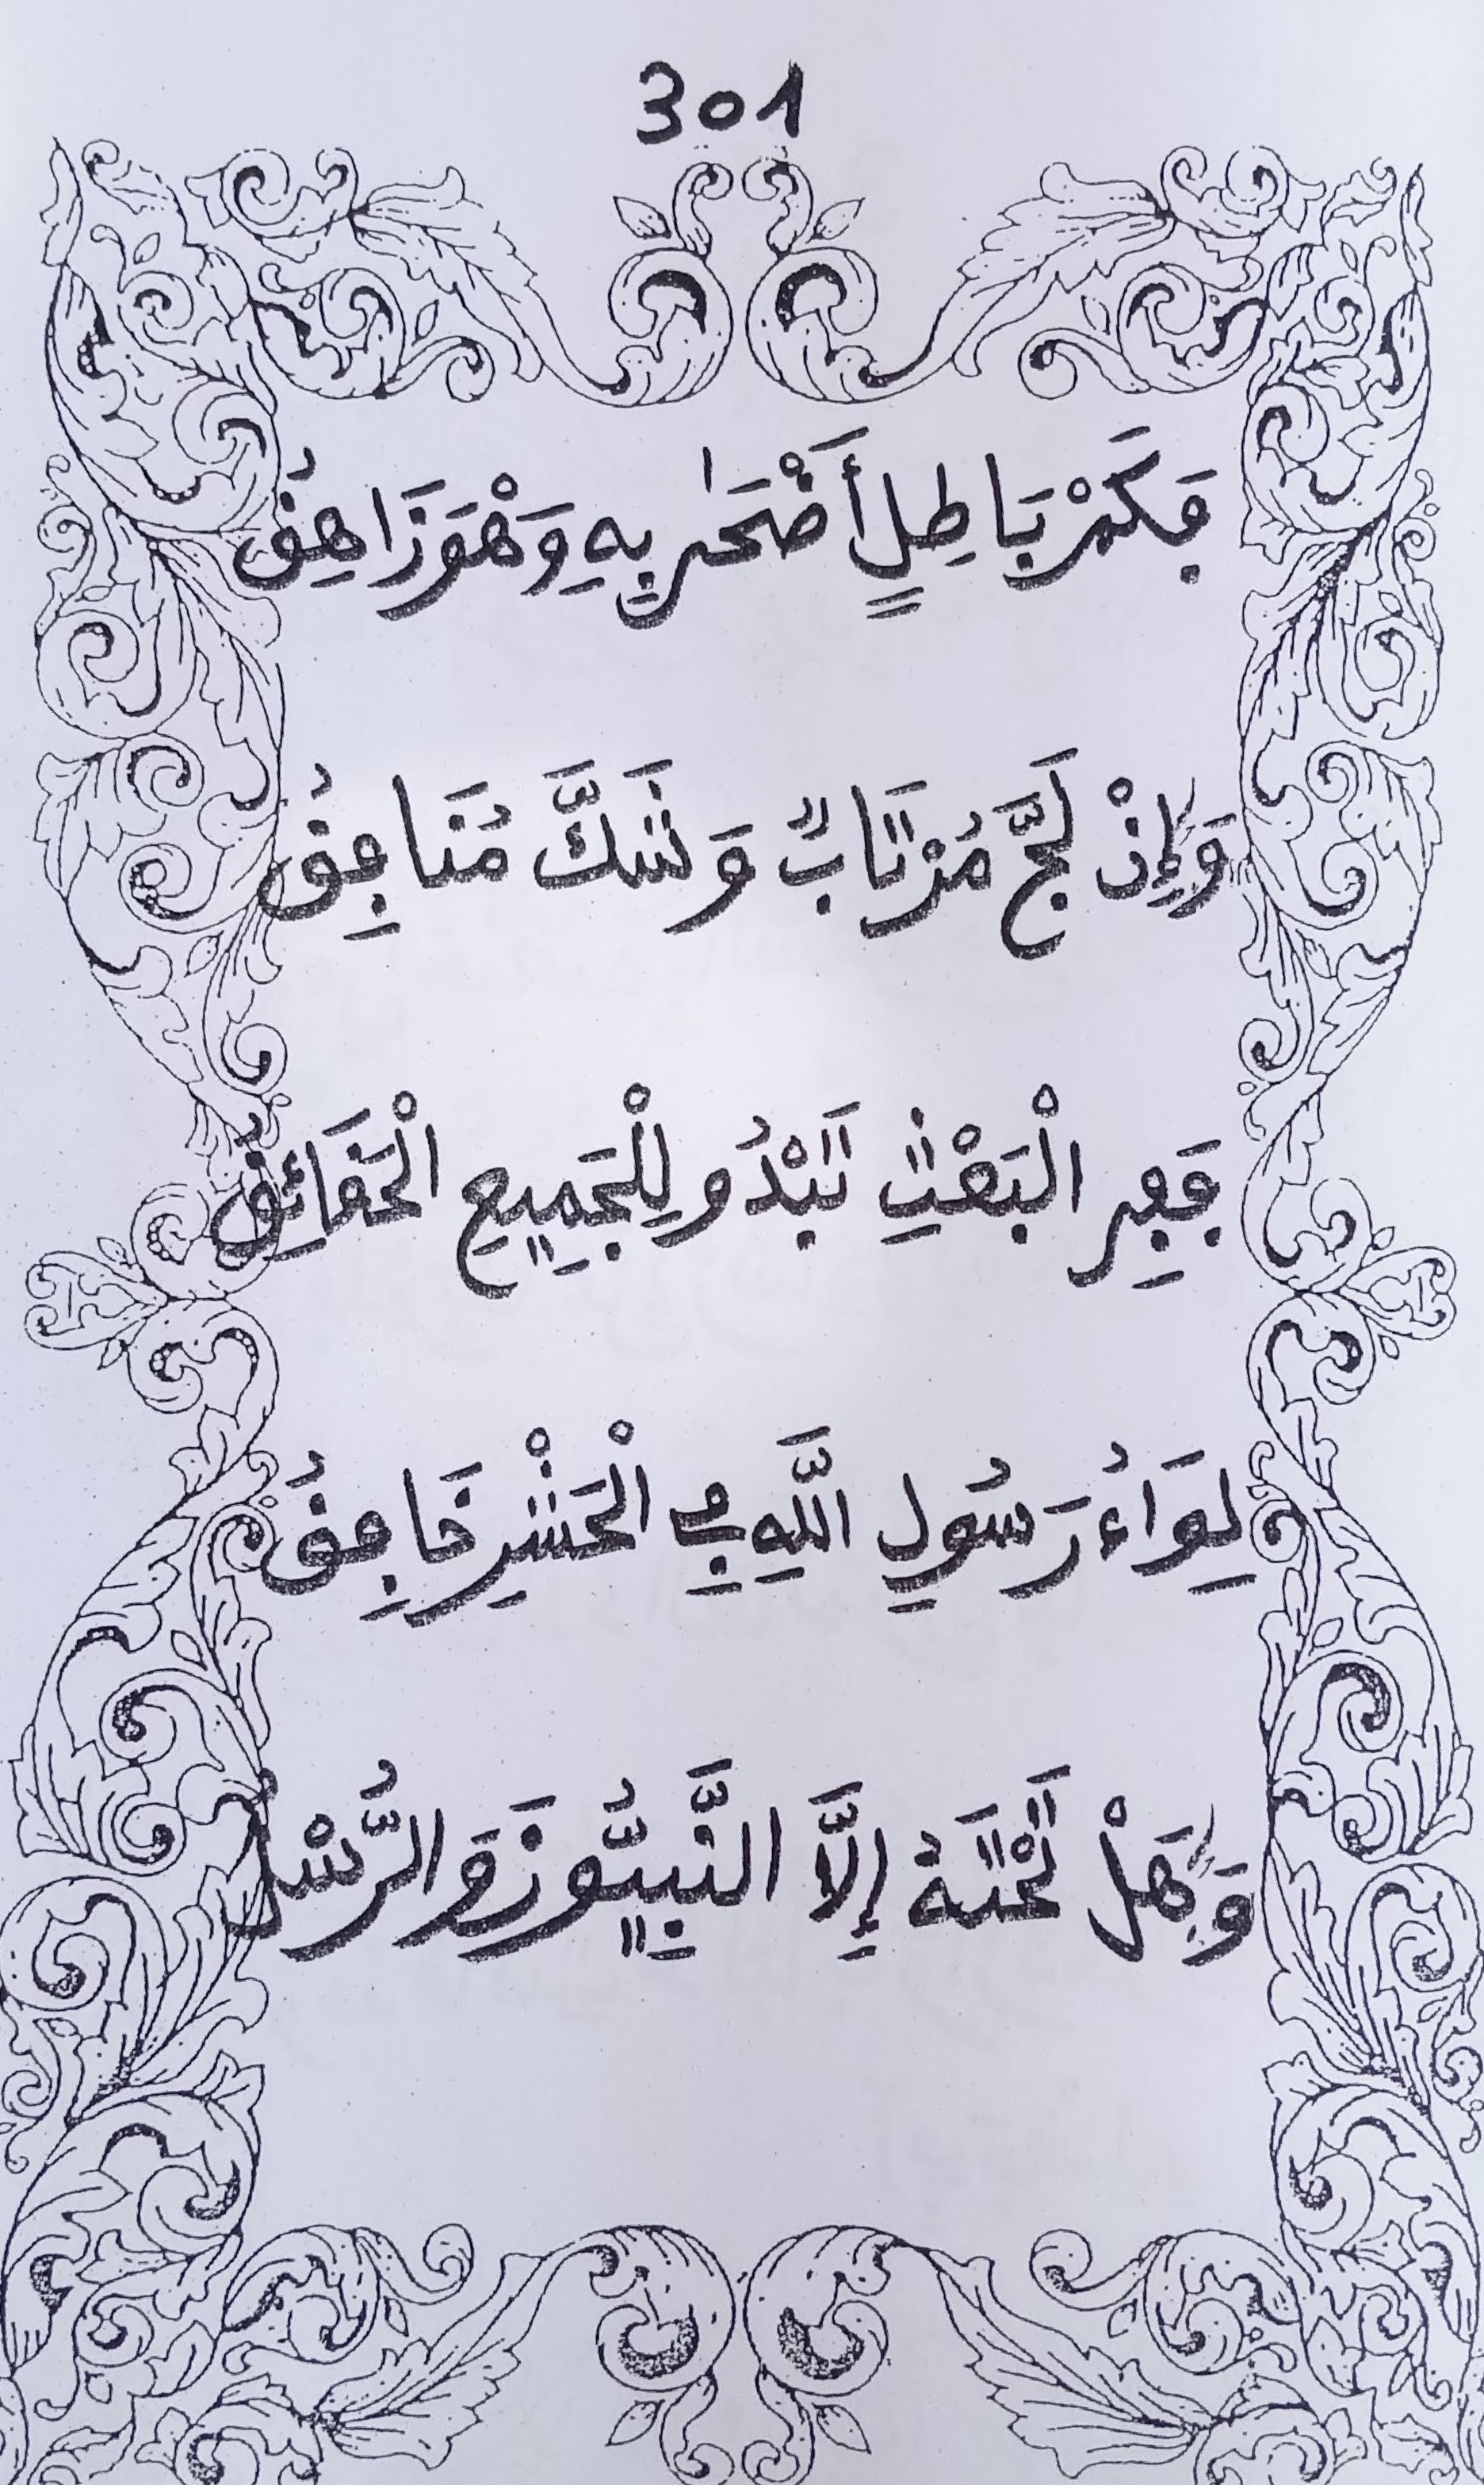 301
فَكَمْ بَاطِلٍ أَضْحَىٰ بِهِ وَهْوَ زَاهِقُ
وَإِنْ لَجَّ مُرْتَابٌ وَشَكَّ مُنَافِقُ
فَفِي الْبَعْثِ تَبْدُو لِلْجَمِيعِ الْحَقَائِقُ
لِوَاءُ رَسُولِ اللَّهِ فِي الْحَشْرِ خَافِقُ
وَهَلْ تَحْتَهُ إِلَّا النَّبِيُّونَ وَالرُّسْلُ